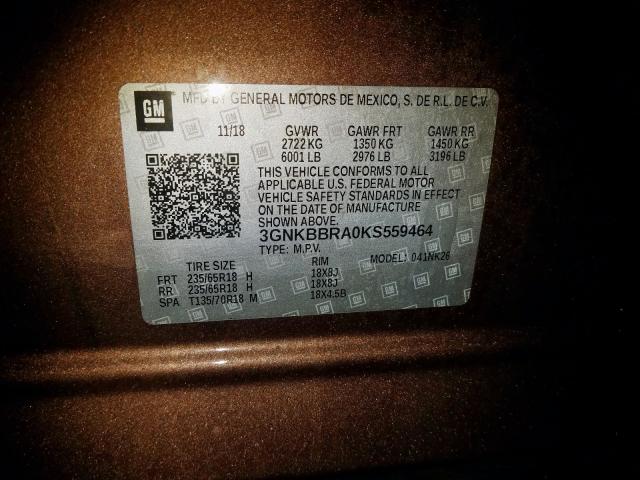 GM
MFD BY GENERAL MOTORS DE MEXICO, S. DE R.L. DE C.V.
11/18 GVWR GAWR FRT GAWR RR
2722 KG 1350 KG 1450 KG
6001 LB 2976 LB 3196 LB
THIS VEHICLE CONFORMS TO ALL
APPLICABLE U.S. FEDERAL MOTOR
VEHICLE SAFETY STANDARDS IN EFFECT
ON THE DATE OF MANUFACTURE
SHOWN ABOVE.
3GNKBBRA0KS559464
TYPE: M.P.V. MODEL: 041NK26
TIRE SIZE RIM
FRT 235/65R18 H 18X8J
RR 235/65R18 H 18X8J
SPA T135/70R18 M 18X4.5B